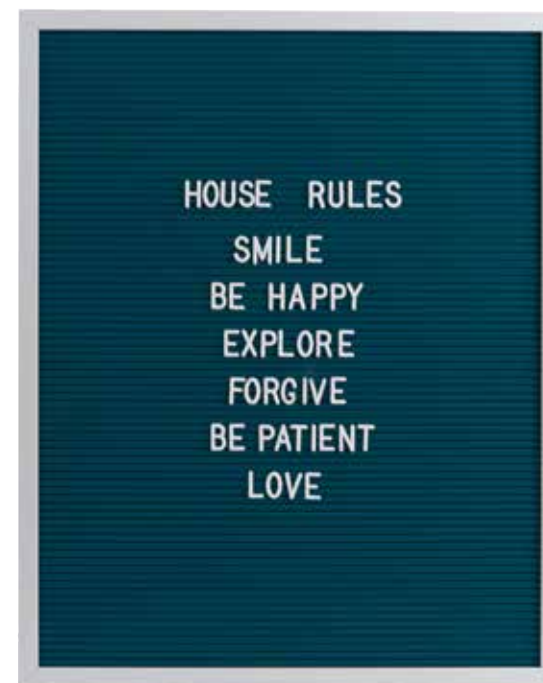 HOUSE RULES
SMILE
BE HAPPY
EXPLORE
FORGIVE
BE PATIENT
LOVE